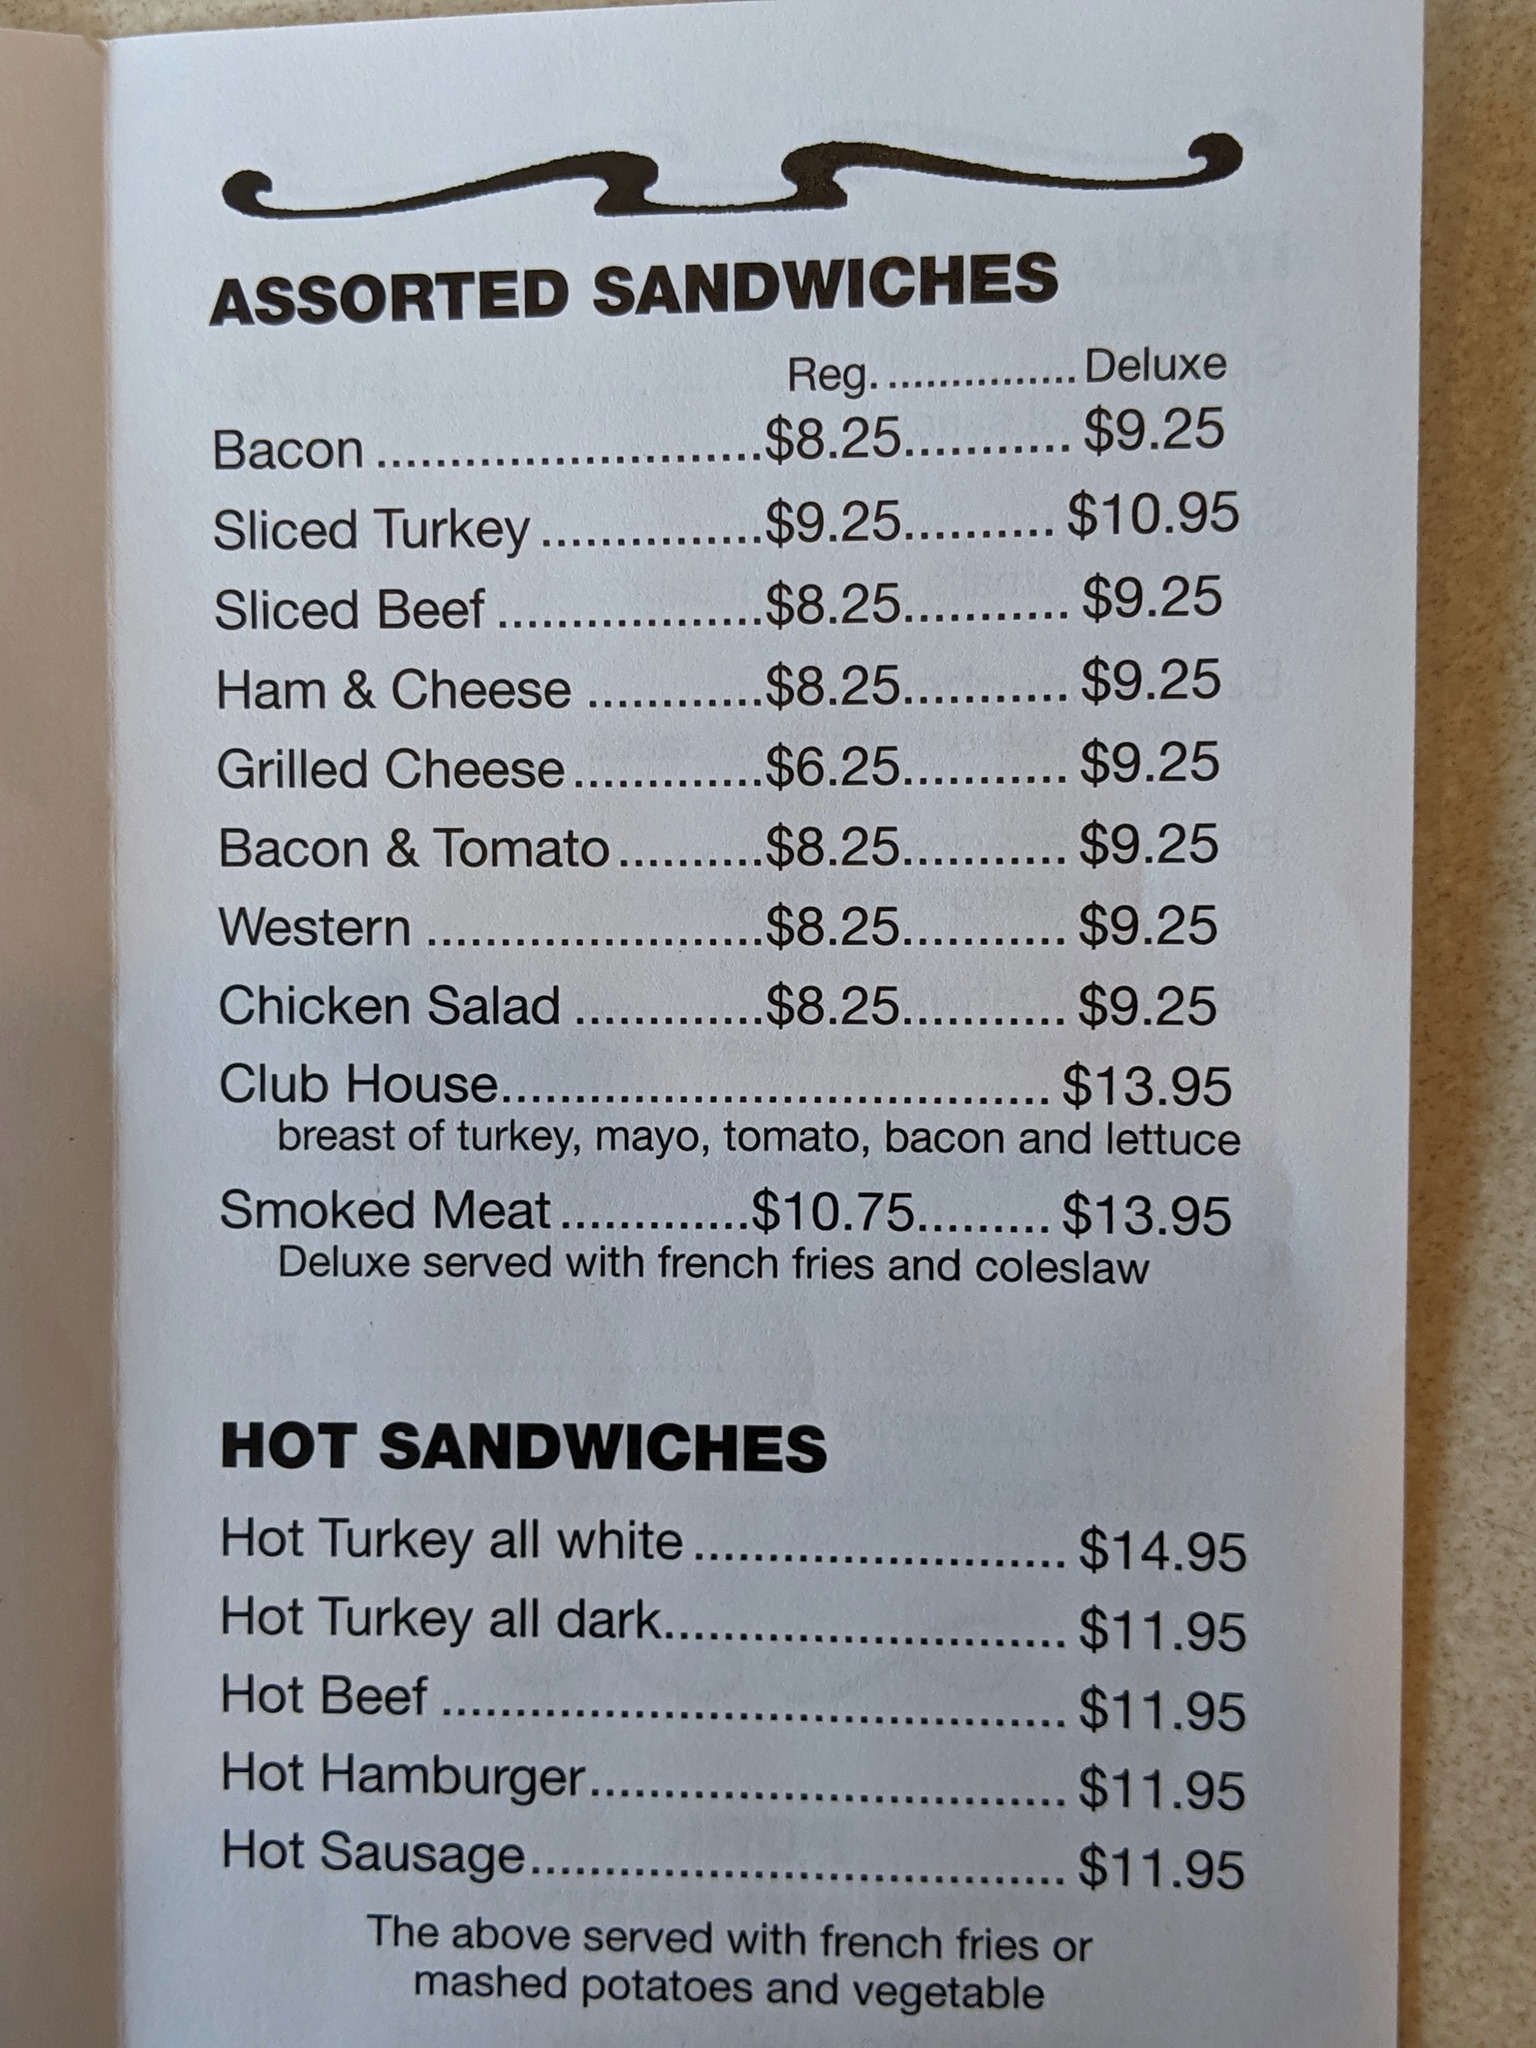 ASSORTED SANDWICHES
Reg. ................ Deluxe
Bacon ..........................$8.25........... $9.25
Sliced Turkey ...............$9.25.......... $10.95
Sliced Beef ..................$8.25........... $9.25
Ham & Cheese ............$8.25........... $9.25
Grilled Cheese.............$6.25........... $9.25
Bacon & Tomato..........$8.25........... $9.25
Western .......................$8.25........... $9.25
Chicken Salad .............$8.25........... $9.25
Club House..................................... $13.95
breast of turkey, mayo, tomato, bacon and lettuce
Smoked Meat.............$10.75......... $13.95
Deluxe served with french fries and coleslaw
HOT SANDWICHES
Hot Turkey all white ......................... $14.95
Hot Turkey all dark........................... $11.95
Hot Beef .......................................... $11.95
Hot Hamburger................................ $11.95
Hot Sausage.................................... $11.95
The above served with french fries or
mashed potatoes and vegetable